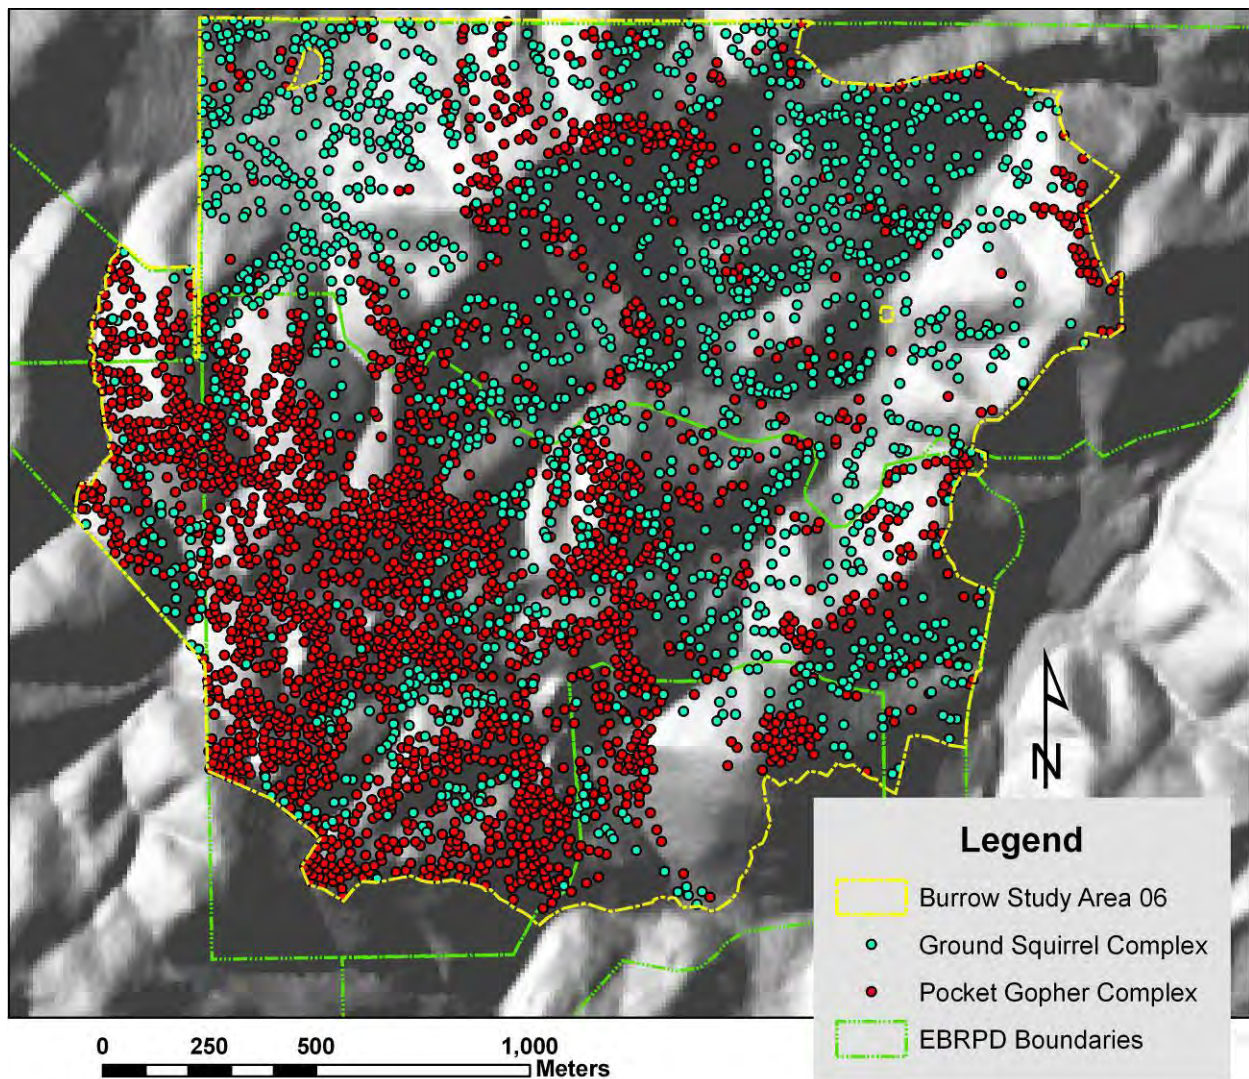 N
Legend
Burrow Study Area 06
Ground Squirrel Complex
Pocket Gopher Complex
EBRPD Boundaries
0 250 500 1,000
Meters